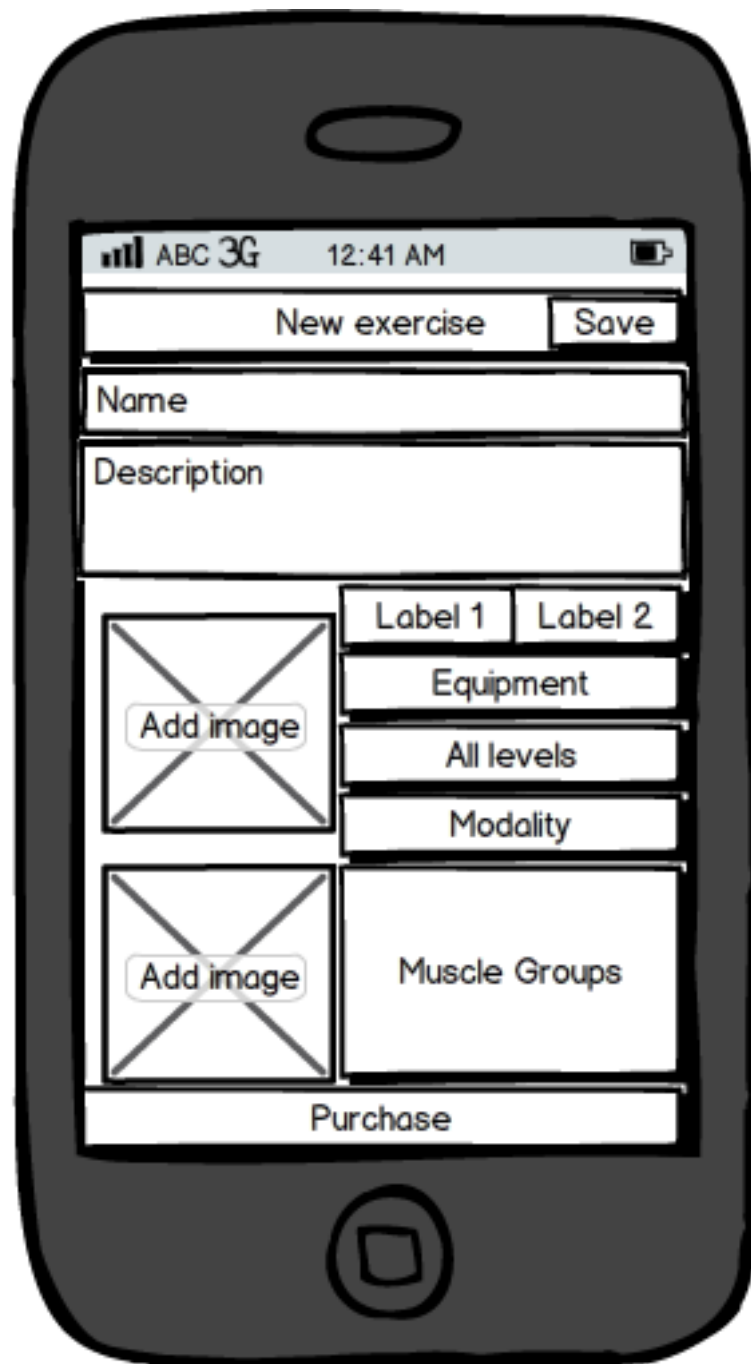 ABC 3G 12:41 AM
New exercise Save
Name
Description
Label 1 Label 2
Equipment
Add image
All levels
Modality
Add image
Muscle Groups
Purchase